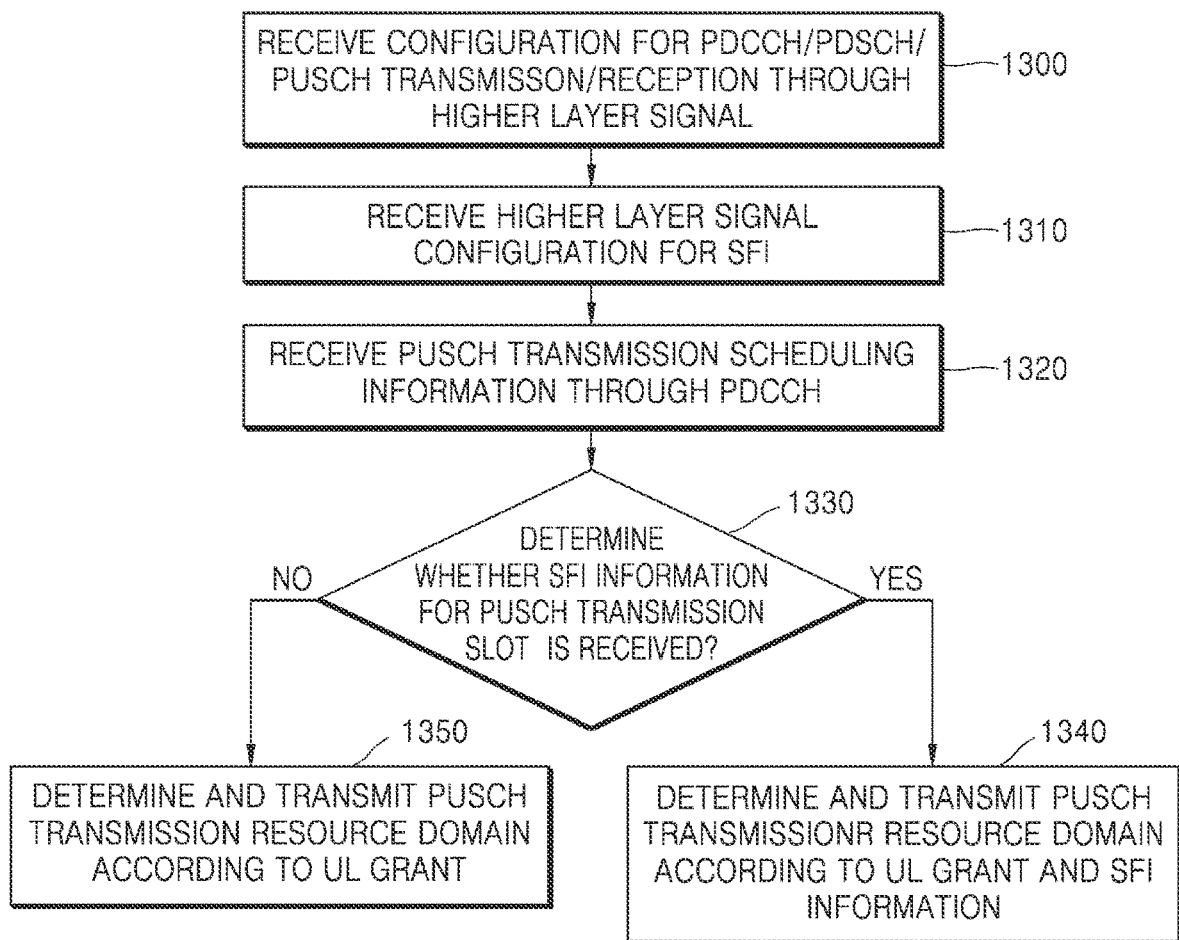 RECEIVE CONFIGURATION FOR PDCCH/PDSCH/
PUSCH TRANSMISSON/RECEPTION THROUGH
HIGHER LAYER SIGNAL
1300
RECEIVE HIGHER LAYER SIGNAL
CONFIGURATION FOR SFI
1310
RECEIVE PUSCH TRANSMISSION SCHEDULING
INFORMATION THROUGH PDCCH
1320
1330
DETERMINE
WHETHER SFI INFORMATION
FOR PUSCH TRANSMISSION
SLOT IS RECEIVED?
NO
YES
1350
DETERMINE AND TRANSMIT PUSCH
TRANSMISSION RESOURCE DOMAIN
ACCORDING TO UL GRANT
1340
DETERMINE AND TRANSMIT PUSCH
TRANSMISSIONR RESOURCE DOMAIN
ACCORDING TO UL GRANT AND SFI
INFORMATION